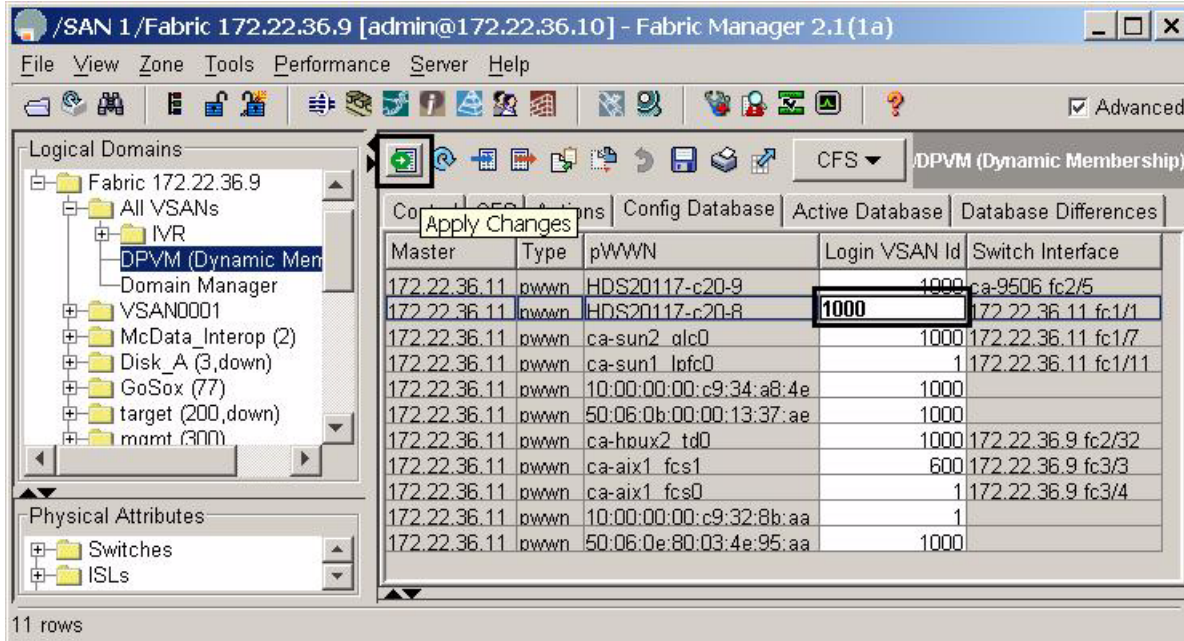 /SAN 1/Fabric 172.22.36.9 [admin@172.22.36.10] - Fabric Manager 2.1(1a)
File View Zone Tools Performance Server Help
Advanced
Logical Domains
Fabric 172.22.36.9
All VSANs
IVR
DPVM (Dynamic Mem
Domain Manager
VSAN0001
McData_Interop (2)
Disk_A (3,down)
GoSox (77)
target (200,down)
mgmt (300)
Physical Attributes
Switches
ISLs
CFS
/DPVM (Dynamic Membership)
Config Database Active Database Database Differences
Apply Changes
Master Type pWWN Login VSAN Id Switch Interface
172.22.36.11 pwwn HDS20117-c20-9 1000 ca-9506 fc2/5
172.22.36.11 pwwn HDS20117-c20-8 1000 172.22.36.11 fc1/1
172.22.36.11 pwwn ca-sun2_qlc0 1000 172.22.36.11 fc1/7
172.22.36.11 pwwn ca-sun1_lpfc0 1 172.22.36.11 fc1/11
172.22.36.11 pwwn 10:00:00:00:c9:34:a8:4e 1000
172.22.36.11 pwwn 50:06:0b:00:00:13:37:ae 1000
172.22.36.11 pwwn ca-hpux2_td0 1000 172.22.36.9 fc2/32
172.22.36.11 pwwn ca-aix1_fcs1 600 172.22.36.9 fc3/3
172.22.36.11 pwwn ca-aix1_fcs0 1 172.22.36.9 fc3/4
172.22.36.11 pwwn 10:00:00:00:c9:32:8b:aa 1
172.22.36.11 pwwn 50:06:0e:80:03:4e:95:aa 1000
11 rows